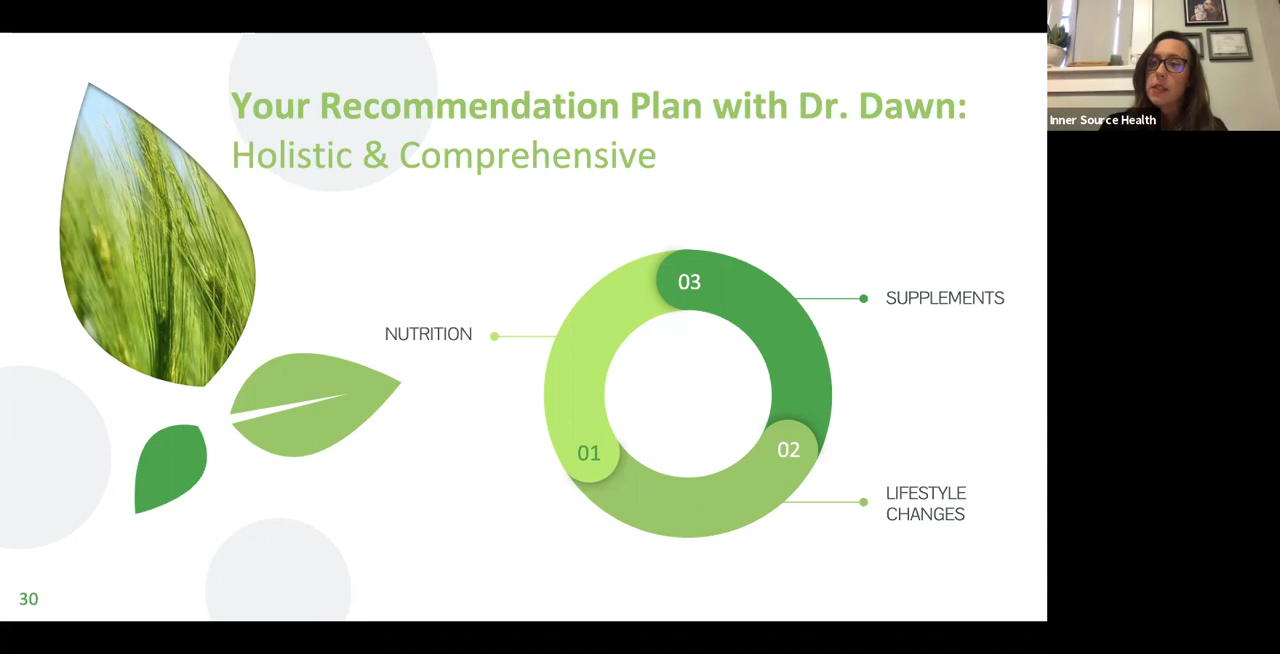 Your Recommendation Plan with Dr. Dawn:
Holistic & Comprehensive
Inner Source Health
03
SUPPLEMENTS
NUTRITION
01
02
LIFESTYLE
CHANGES
30